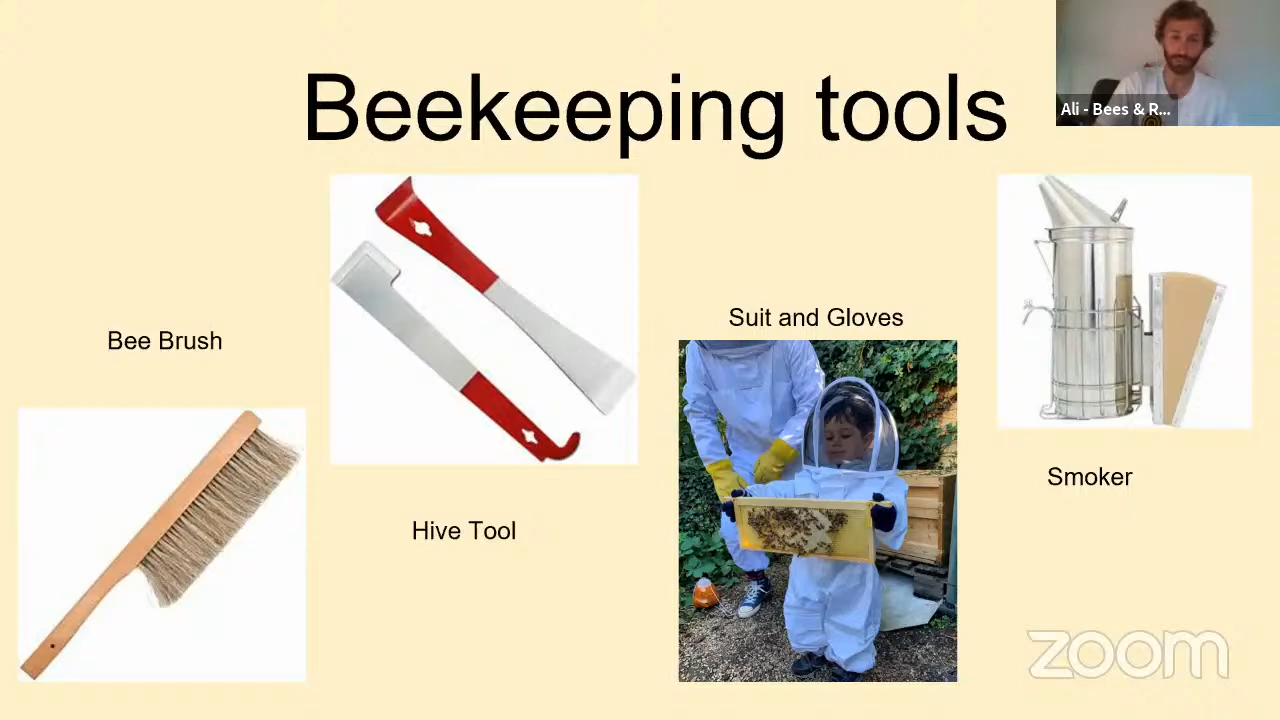 Beekeeping tools
Ali - Bees & R...
Bee Brush
Hive Tool
Suit and Gloves
Smoker
zoom